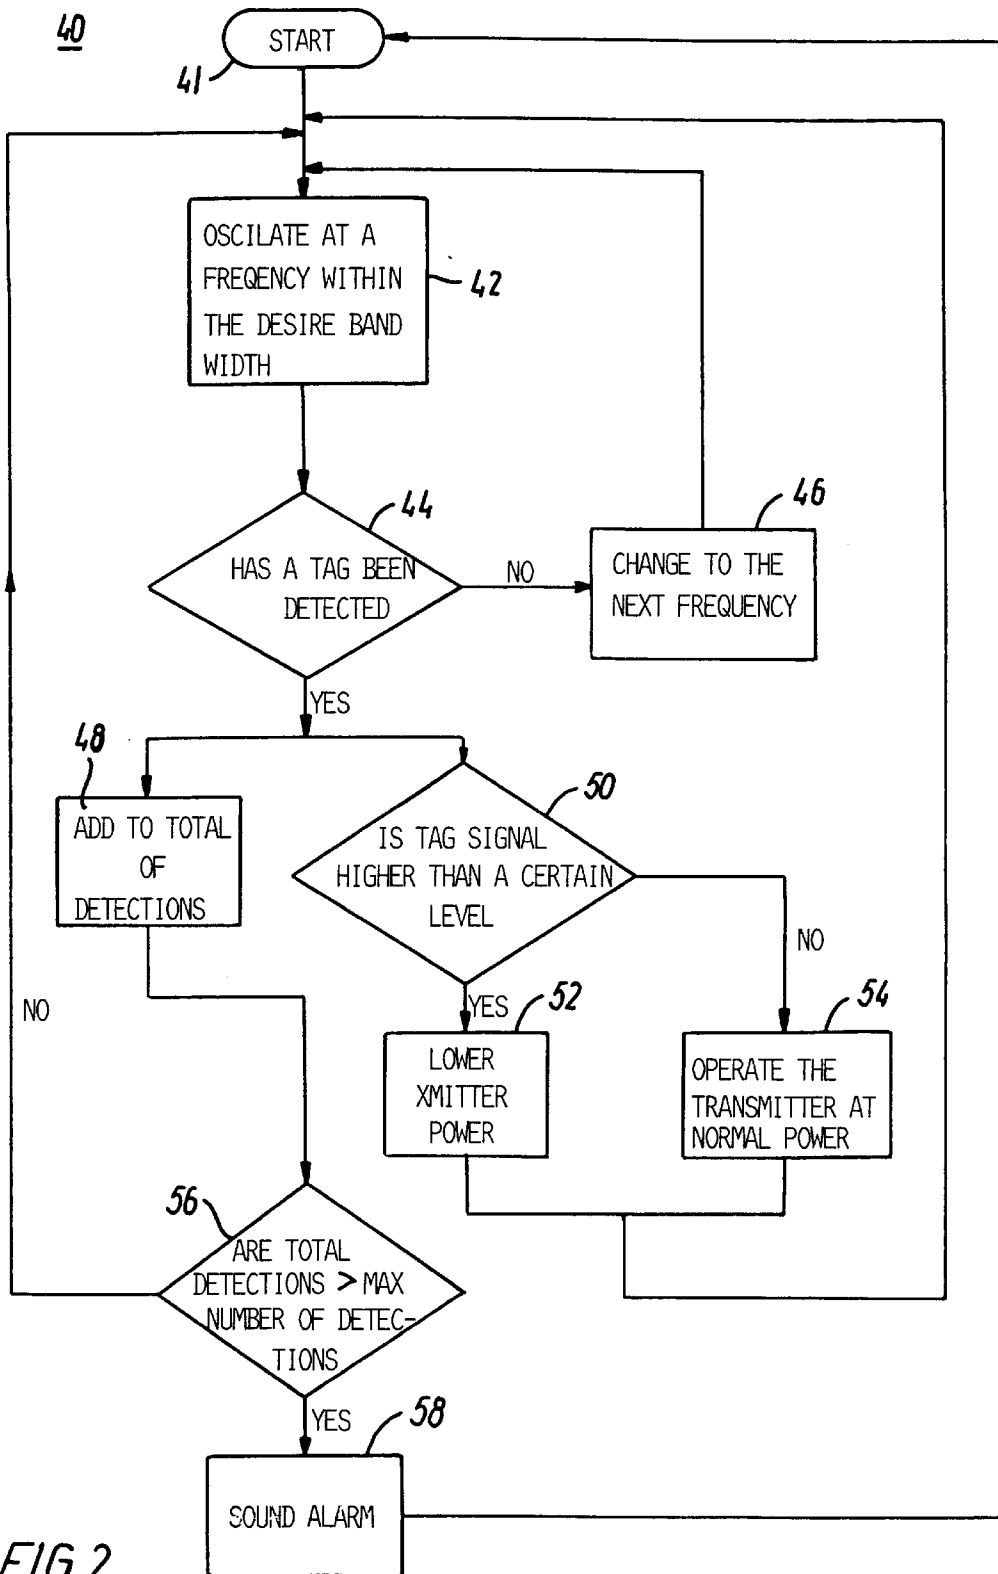 40
START
41
OSCILATE AT A
FREQENCY WITHIN
THE DESIRE BAND
WIDTH
42
44
HAS A TAG BEEN
DETECTED
NO
46
CHANGE TO THE
NEXT FREQUENCY
YES
48
ADD TO TOTAL
OF
DETECTIONS
50
IS TAG SIGNAL
HIGHER THAN A CERTAIN
LEVEL
NO
NO
YES
52
LOWER
XMITTER
POWER
54
OPERATE THE
TRANSMITTER AT
NORMAL POWER
56
ARE TOTAL
DETECTIONS > MAX
NUMBER OF DETEC-
TIONS
YES
58
SOUND ALARM
FIG. 2